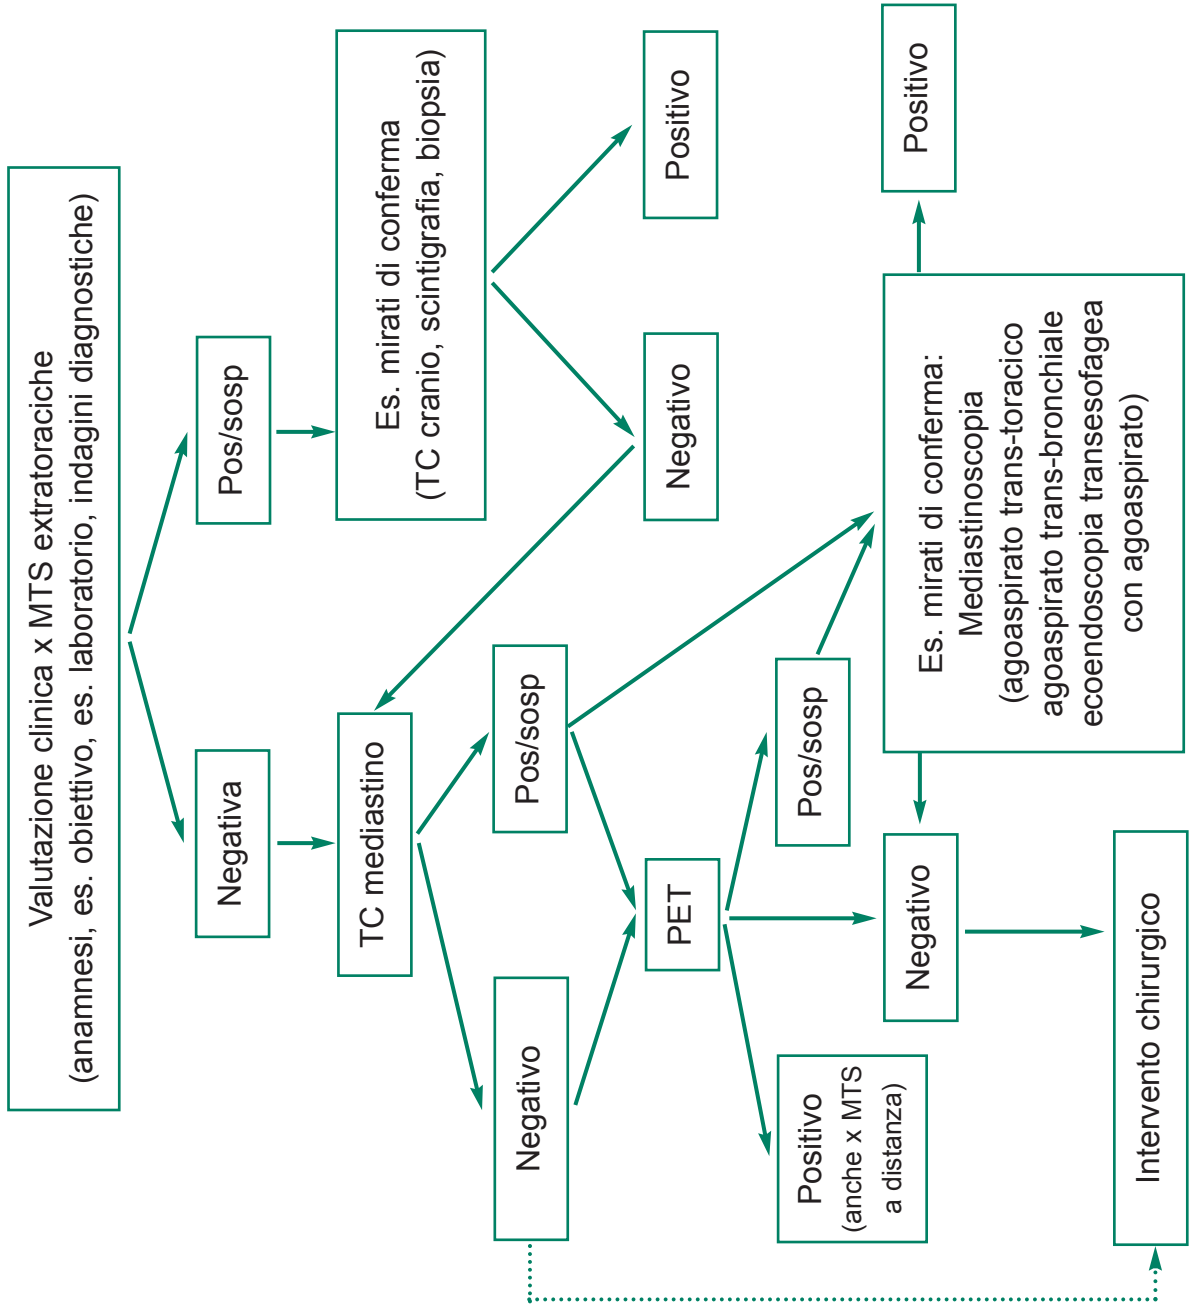 Valutazione clinica x MTS extratoraciche
(anamnesi, es. obiettivo, es. laboratorio, indagini diagnostiche)
Negativa
Pos/sosp
TC mediastino
Es. mirati di conferma
(TC cranio, scintigrafia, biopsia)
Negativo
Pos/sosp
Negativo
Positivo
PET
Positivo
(anche x MTS
a distanza)
Pos/sosp
Negativo
Es. mirati di conferma:
Mediastinoscopia
(agoaspirato trans-toracico
agoaspirato trans-bronchiale
ecoendoscopia transesofagea
con agoaspirato)
Positivo
Intervento chirurgico